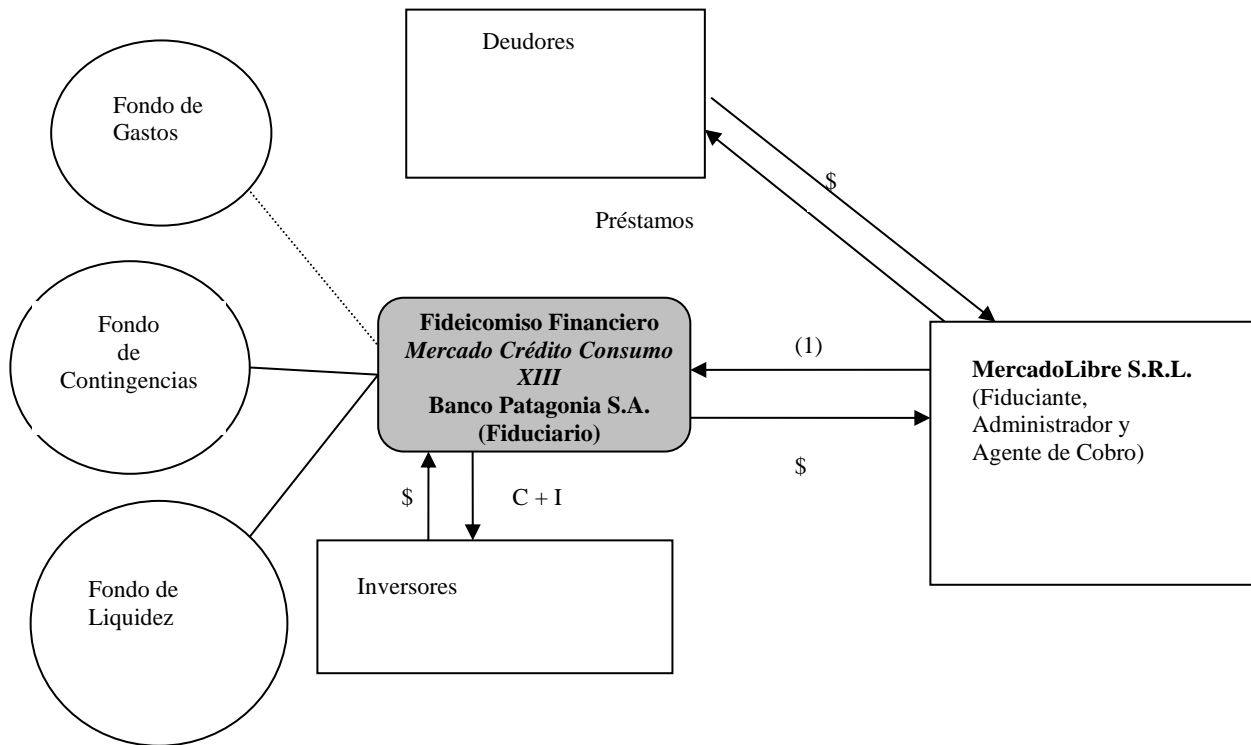 Deudores
Fondo de
Gastos
$
Préstamos
Fondo
de
Contingencias
Fideicomiso Financiero
Mercado Crédito Consumo
XIII
Banco Patagonia S.A.
(Fiduciario)
(1)
$
MercadoLibre S.R.L.
(Fiduciante,
Administrador y
Agente de Cobro)
$
C + I
Fondo de
Liquidez
Inversores